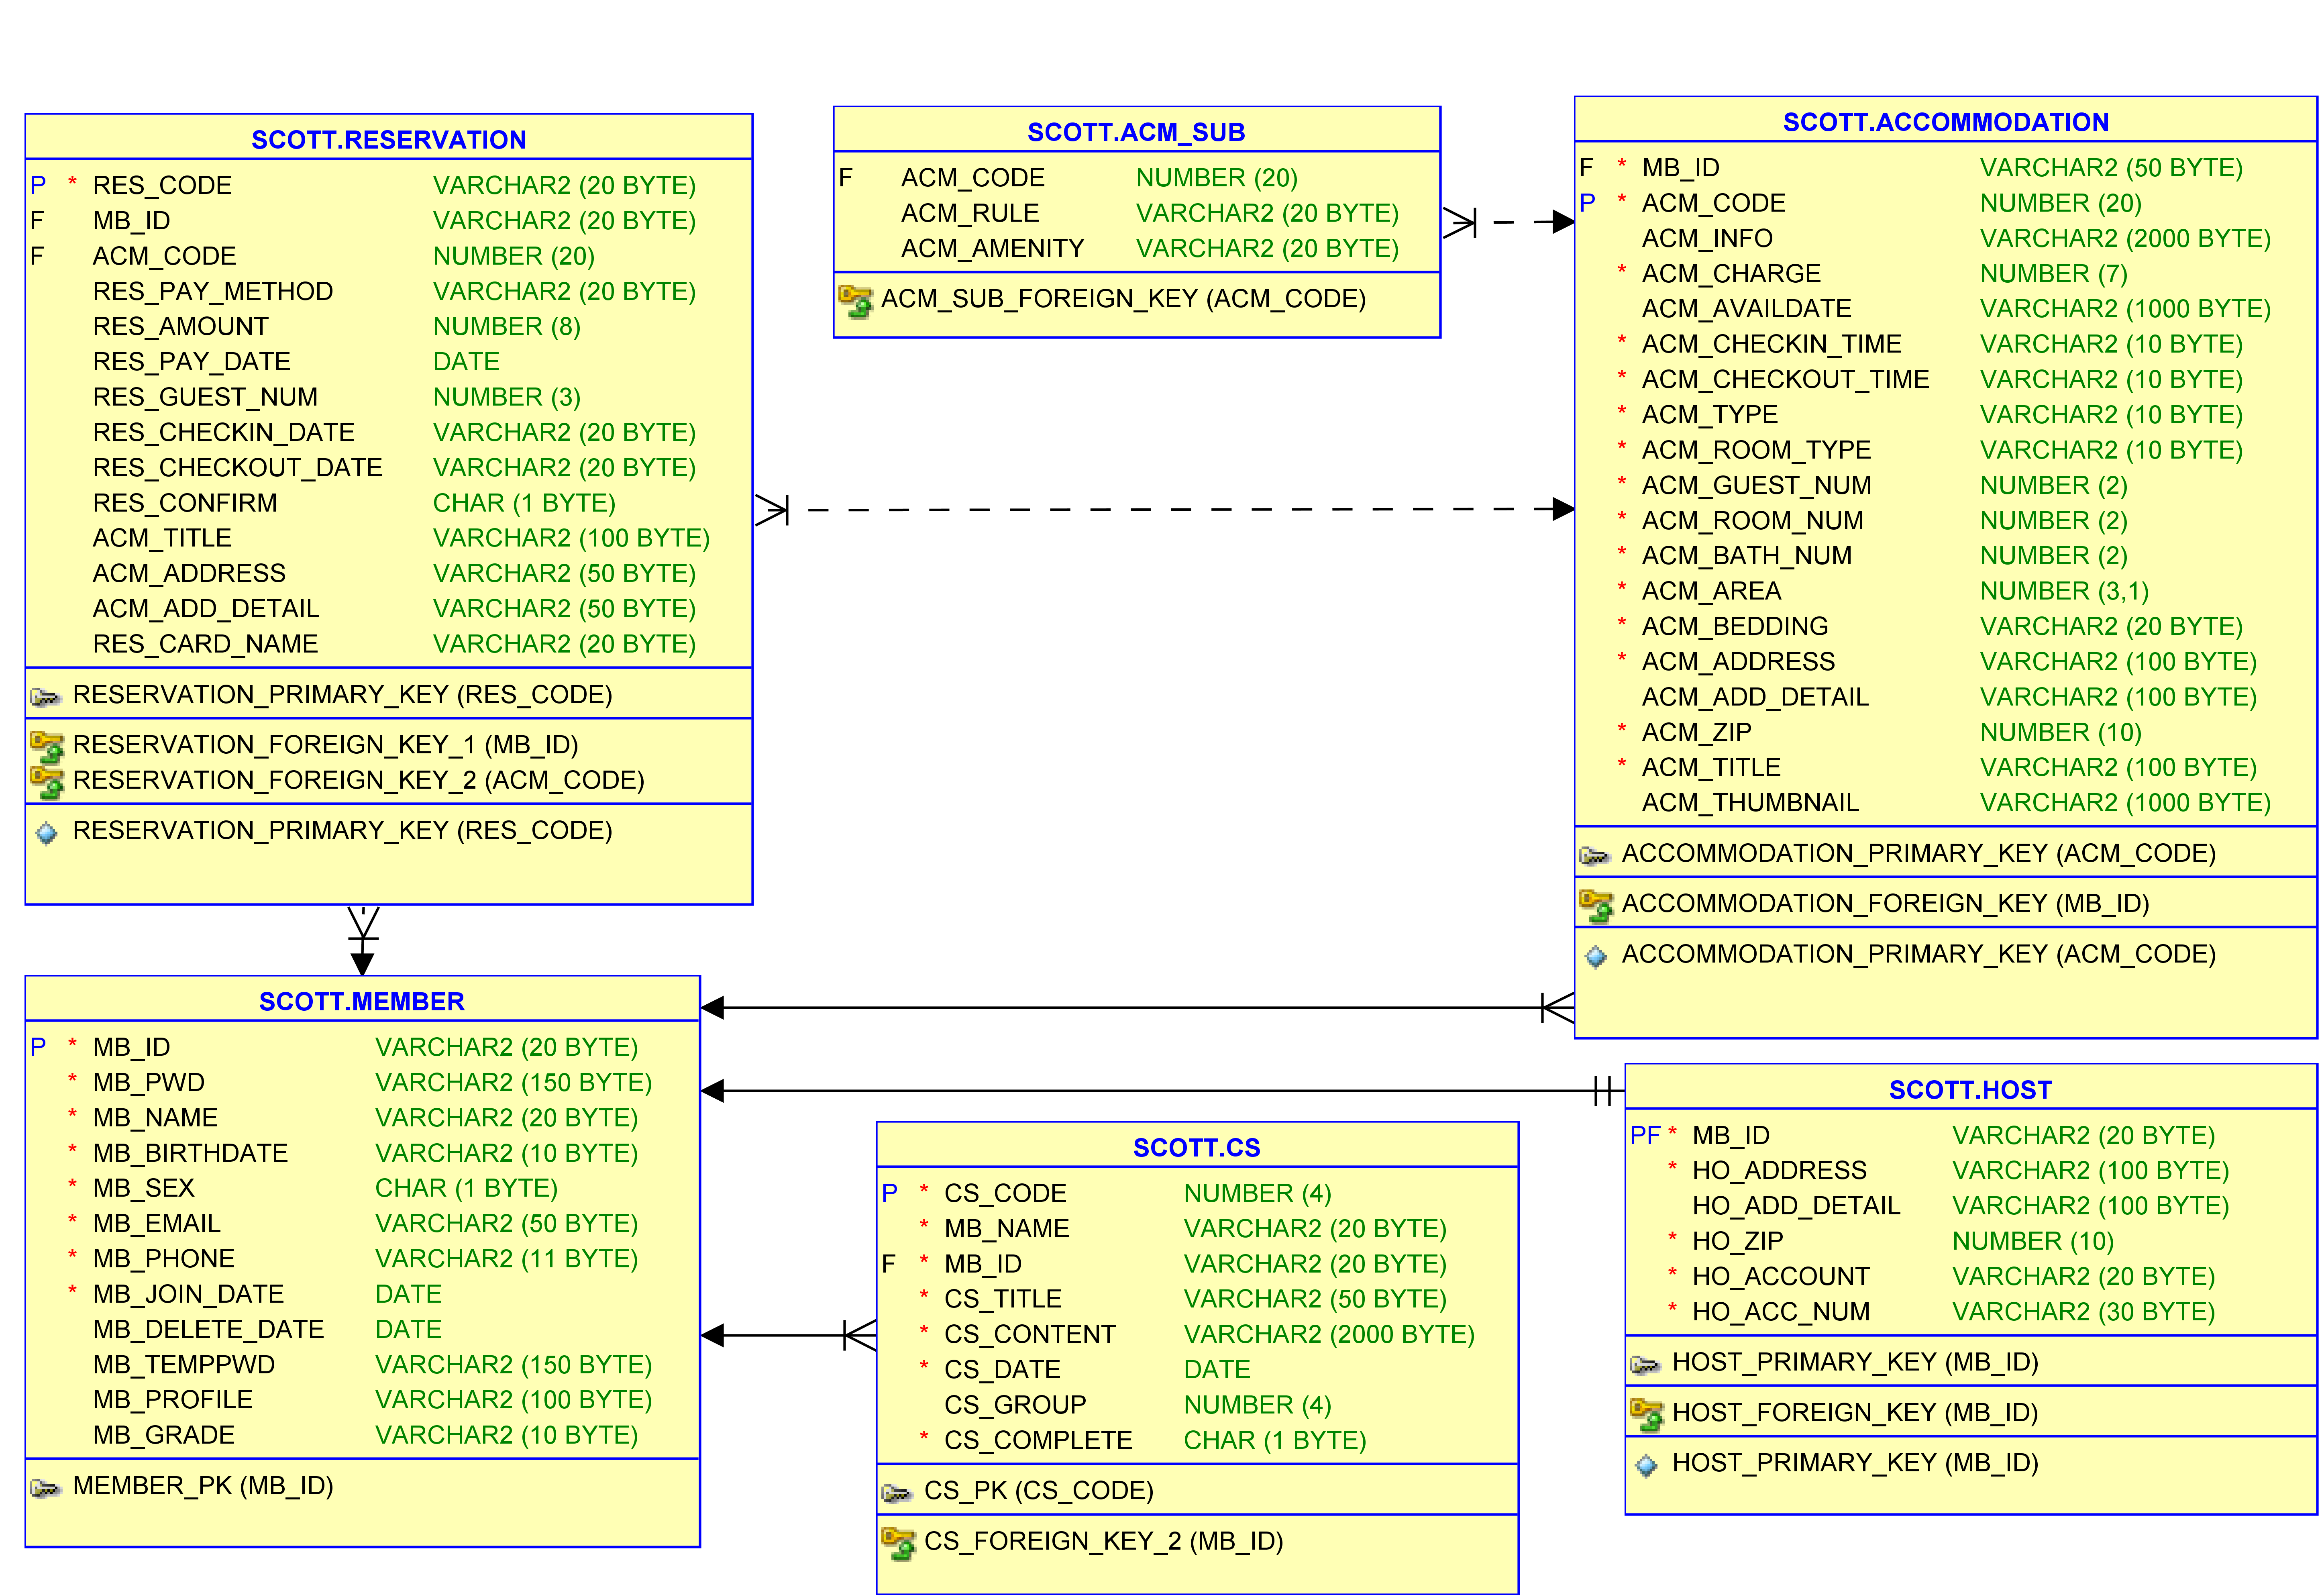 SCOTT.RESERVATION
P * RES_CODE VARCHAR2 (20 BYTE)
F MB_ID VARCHAR2 (20 BYTE)
F ACM_CODE NUMBER (20)
RES_PAY_METHOD VARCHAR2 (20 BYTE)
RES_AMOUNT NUMBER (8)
RES_PAY_DATE DATE
RES_GUEST_NUM NUMBER (3)
RES_CHECKIN_DATE VARCHAR2 (20 BYTE)
RES_CHECKOUT_DATE VARCHAR2 (20 BYTE)
RES_CONFIRM CHAR (1 BYTE)
ACM_TITLE VARCHAR2 (100 BYTE)
ACM_ADDRESS VARCHAR2 (50 BYTE)
ACM_ADD_DETAIL VARCHAR2 (50 BYTE)
RES_CARD_NAME VARCHAR2 (20 BYTE)
RESERVATION_PRIMARY_KEY (RES_CODE)
RESERVATION_FOREIGN_KEY_1 (MB_ID)
RESERVATION_FOREIGN_KEY_2 (ACM_CODE)
RESERVATION_PRIMARY_KEY (RES_CODE)
SCOTT.ACM_SUB
F ACM_CODE NUMBER (20)
ACM_RULE VARCHAR2 (20 BYTE)
ACM_AMENITY VARCHAR2 (20 BYTE)
ACM_SUB_FOREIGN_KEY (ACM_CODE)
SCOTT.ACCOMMODATION
F * MB_ID VARCHAR2 (50 BYTE)
P * ACM_CODE NUMBER (20)
ACM_INFO VARCHAR2 (2000 BYTE)
* ACM_CHARGE NUMBER (7)
ACM_AVAILDATE VARCHAR2 (1000 BYTE)
* ACM_CHECKIN_TIME VARCHAR2 (10 BYTE)
* ACM_CHECKOUT_TIME VARCHAR2 (10 BYTE)
* ACM_TYPE VARCHAR2 (10 BYTE)
* ACM_ROOM_TYPE VARCHAR2 (10 BYTE)
* ACM_GUEST_NUM NUMBER (2)
* ACM_ROOM_NUM NUMBER (2)
* ACM_BATH_NUM NUMBER (2)
* ACM_AREA NUMBER (3,1)
* ACM_BEDDING VARCHAR2 (20 BYTE)
* ACM_ADDRESS VARCHAR2 (100 BYTE)
ACM_ADD_DETAIL VARCHAR2 (100 BYTE)
* ACM_ZIP NUMBER (10)
* ACM_TITLE VARCHAR2 (100 BYTE)
ACM_THUMBNAIL VARCHAR2 (1000 BYTE)
ACCOMMODATION_PRIMARY_KEY (ACM_CODE)
ACCOMMODATION_FOREIGN_KEY (MB_ID)
ACCOMMODATION_PRIMARY_KEY (ACM_CODE)
SCOTT.MEMBER
P * MB_ID VARCHAR2 (20 BYTE)
* MB_PWD VARCHAR2 (150 BYTE)
* MB_NAME VARCHAR2 (20 BYTE)
* MB_BIRTHDATE VARCHAR2 (10 BYTE)
* MB_SEX CHAR (1 BYTE)
* MB_EMAIL VARCHAR2 (50 BYTE)
* MB_PHONE VARCHAR2 (11 BYTE)
* MB_JOIN_DATE DATE
MB_DELETE_DATE DATE
MB_TEMPPWD VARCHAR2 (150 BYTE)
MB_PROFILE VARCHAR2 (100 BYTE)
MB_GRADE VARCHAR2 (10 BYTE)
MEMBER_PK (MB_ID)
SCOTT.CS
P * CS_CODE NUMBER (4)
* MB_NAME VARCHAR2 (20 BYTE)
F * MB_ID VARCHAR2 (20 BYTE)
* CS_TITLE VARCHAR2 (50 BYTE)
* CS_CONTENT VARCHAR2 (2000 BYTE)
* CS_DATE DATE
CS_GROUP NUMBER (4)
* CS_COMPLETE CHAR (1 BYTE)
CS_PK (CS_CODE)
CS_FOREIGN_KEY_2 (MB_ID)
SCOTT.HOST
PF * MB_ID VARCHAR2 (20 BYTE)
* HO_ADDRESS VARCHAR2 (100 BYTE)
HO_ADD_DETAIL VARCHAR2 (100 BYTE)
* HO_ZIP NUMBER (10)
* HO_ACCOUNT VARCHAR2 (20 BYTE)
* HO_ACC_NUM VARCHAR2 (30 BYTE)
HOST_PRIMARY_KEY (MB_ID)
HOST_FOREIGN_KEY (MB_ID)
HOST_PRIMARY_KEY (MB_ID)